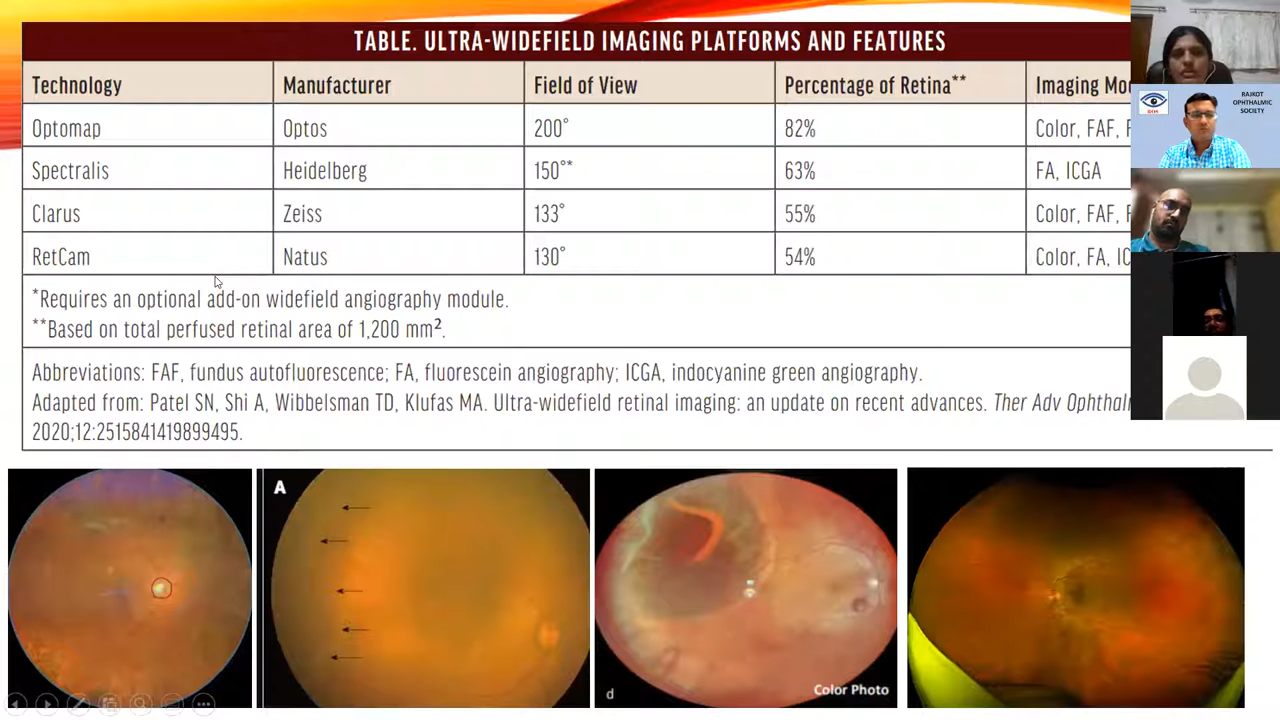 TABLE. ULTRA-WIDEFIELD IMAGING PLATFORMS AND FEATURES
Technology Manufacturer Field of View Percentage of Retina** Imaging
Optomap Optos 200° 82% Color, FAF,
Spectralis Heidelberg 150°* 63% FA, ICGA
Clarus Zeiss 133° 55% Color, FAF,
RetCam Natus 130° 54% Color, FA,
*Requires an optional add-on widefield angiography module.
**Based on total perfused retinal area of 1,200 mm².
Abbreviations: FAF, fundus autofluorescence; FA, fluorescein angiography; ICGA, indocyanine green angiography.
Adapted from: Patel SN, Shi A, Wibbelsman TD, Klufas MA. Ultra-widefield retinal imaging: an update on recent advances. Ther Adv
2020;12:2515841419899495.
RAJKOT
OPHTHALMIC
SOCIETY
A
d
Color Photo